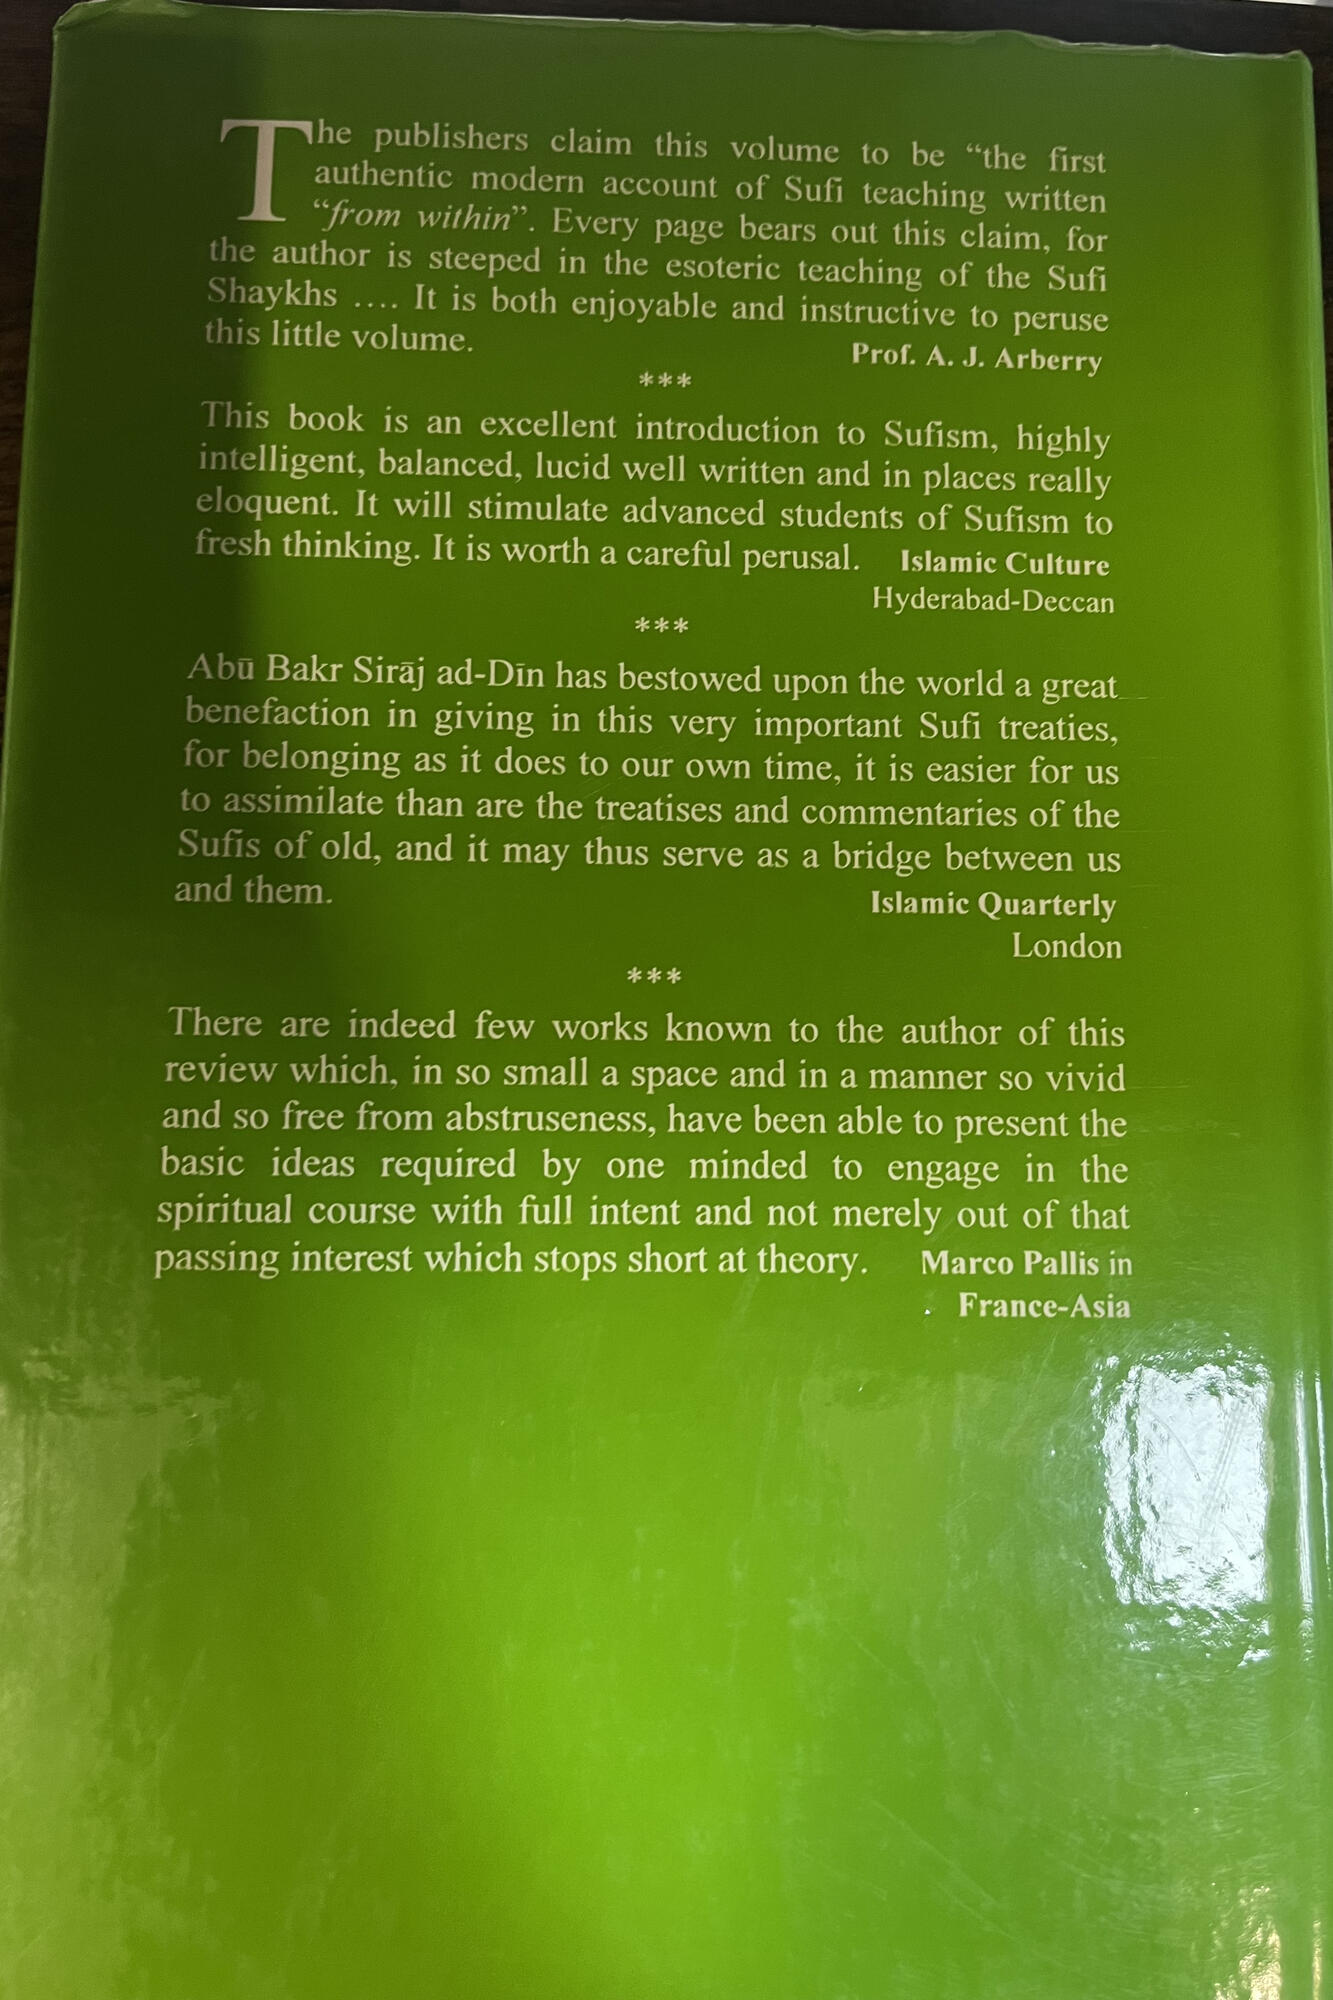 The publishers claim this volume to be “the first
authentic modern account of Sufi teaching written
“from within”. Every page bears out this claim, for
the author is steeped in the esoteric teaching of the Sufi
Shaykhs .... It is both enjoyable and instructive to peruse
this little volume. Prof. A. J. Arberry
***
This book is an excellent introduction to Sufism, highly
intelligent, balanced, lucid well written and in places really
eloquent. It will stimulate advanced students of Sufism to
fresh thinking. It is worth a careful perusal. Islamic Culture
Hyderabad-Deccan
***
Abū Bakr Sirāj ad-Dīn has bestowed upon the world a great
benefaction in giving in this very important Sufi treaties,
for belonging as it does to our own time, it is easier for us
to assimilate than are the treatises and commentaries of the
Sufis of old, and it may thus serve as a bridge between us
and them. Islamic Quarterly
London
***
There are indeed few works known to the author of this
review which, in so small a space and in a manner so vivid
and so free from abstruseness, have been able to present the
basic ideas required by one minded to engage in the
spiritual course with full intent and not merely out of that
passing interest which stops short at theory. Marco Pallis in
France-Asia